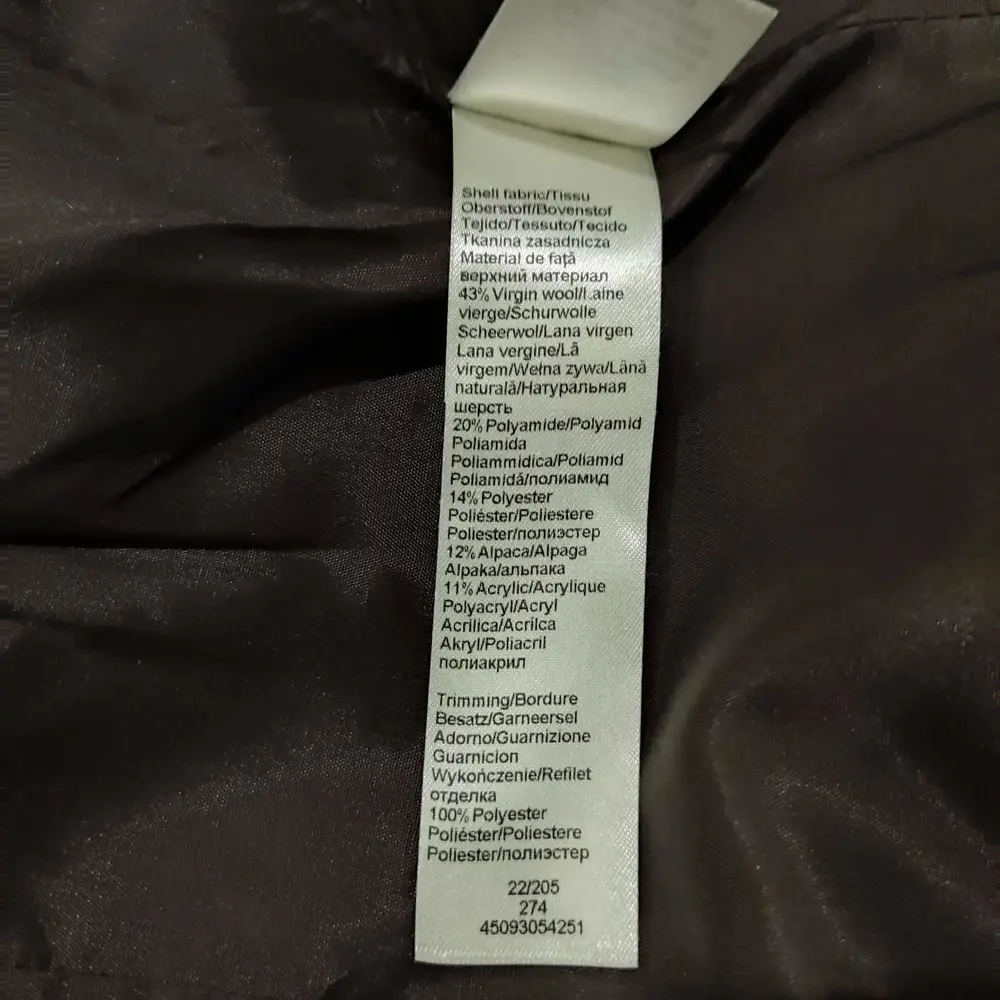 Shell fabric/Tissu
Oberstoff/Bovenstof
Tejido/Tessuto/Tecido
Tkanina zasadnicza
Material de faţă
верхний материал
43% Virgin wool/Laine
vierge/Schurwolle
Scheerwol/Lana virgen
Lana vergine/Lã
virgem/Wełna zywa/Lână
naturală/Натуральная
шерсть
20% Polyamide/Polyamid
Poliamida
Poliammidica/Poliamid
Poliamidă/полиамид
14% Polyester
Poliéster/Poliestere
Poliester/полиэстер
12% Alpaca/Alpaga
Alpaka/альпака
11% Acrylic/Acrylique
Polyacryl/Acryl
Acrilica/Acrilca
Akryl/Poliacril
полиакрил
Trimming/Bordure
Besatz/Garneersel
Adorno/Guarnizione
Guarnicion
Wykończenie/Refilet
отделка
100% Polyester
Poliéster/Poliestere
Poliester/полиэстер
22/205
274
45093054251